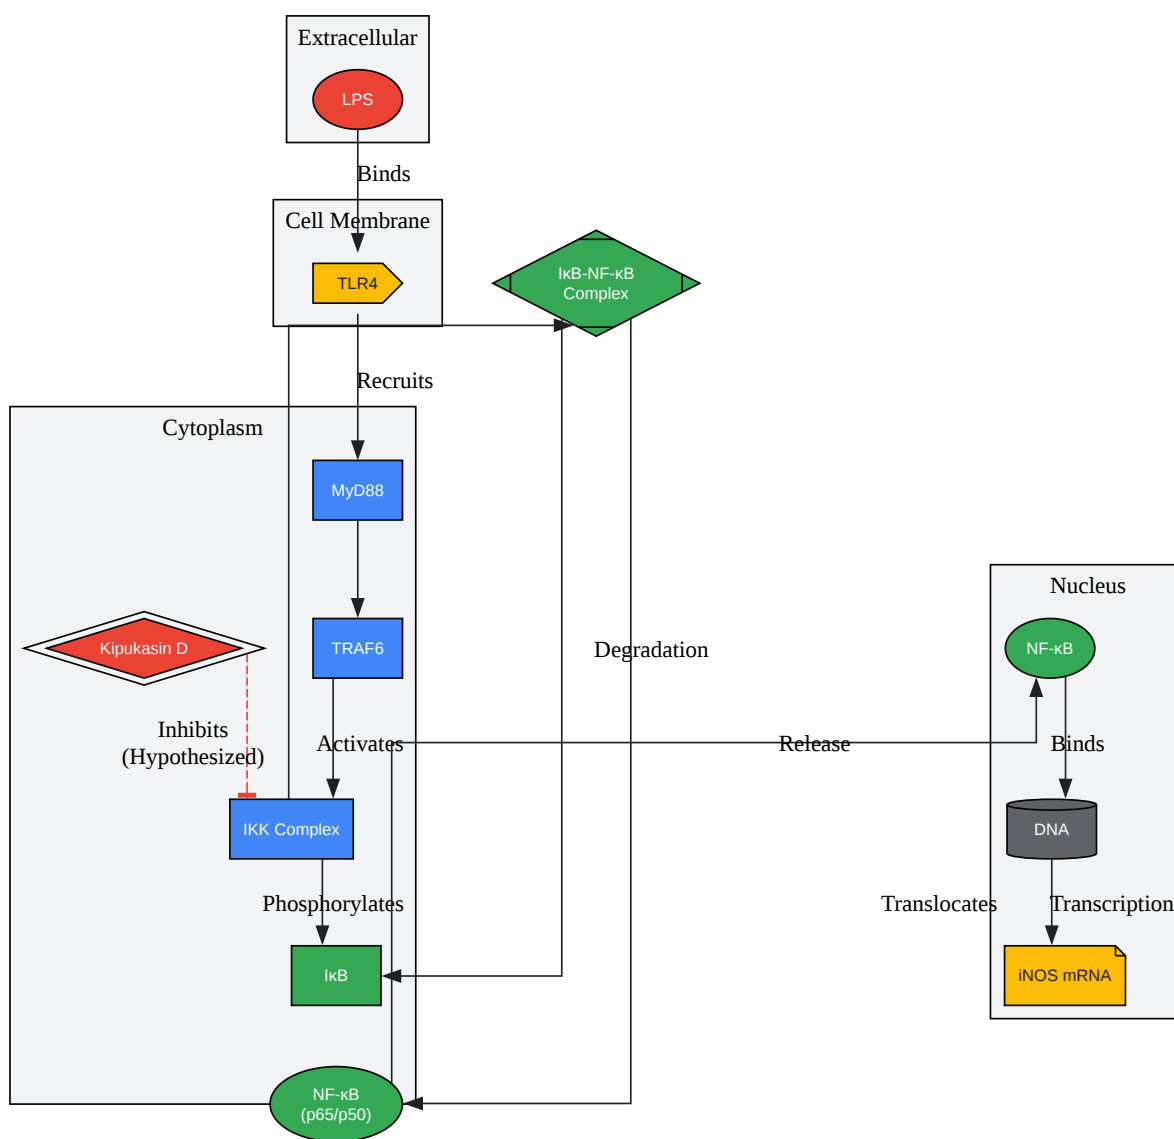 Extracellular
LPS
Binds
Cell Membrane
TLR4
IκB-NF-κB
Complex
Recruits
Cytoplasm
MyD88
Nucleus
Kipukasin D
TRAF6
Degradation
NF-κB
Inhibits
(Hypothesized)
Activates
Release
Binds
IKK Complex
DNA
Phosphorylates
Translocates
Transcription
IκB
iNOS mRNA
NF-κB
(p65/p50)